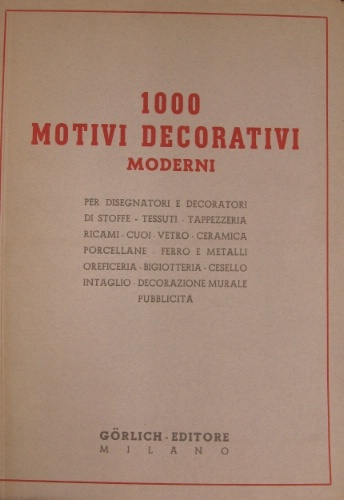 1000
MOTIVI DECORATIVI
MODERNI
PER DISEGNATORI E DECORATORI
DI STOFFE - TESSUTI - TAPPEZZERIA
RICAMI - CUOI - VETRO - CERAMICA
PORCELLANE - FERRO E METALLI
OREFICERIA - BIGIOTTERIA - CESELLO
INTAGLIO - DECORAZIONE MURALE
PUBBLICITÀ
GÖRLICH - EDITORE
MILANO